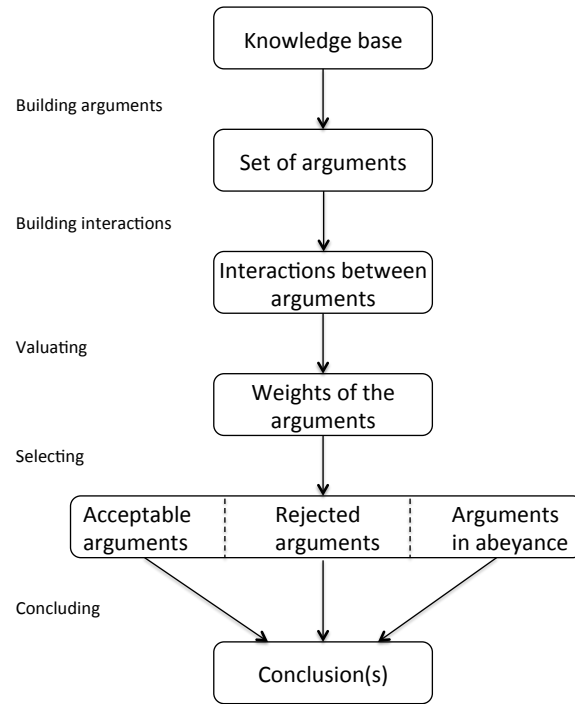 Knowledge base
Building arguments
Set of arguments
Building interactions
Interactions between
arguments
Valuating
Weights of the
arguments
Selecting
Acceptable
arguments
Rejected
arguments
Arguments
in abeyance
Concluding
Conclusion(s)